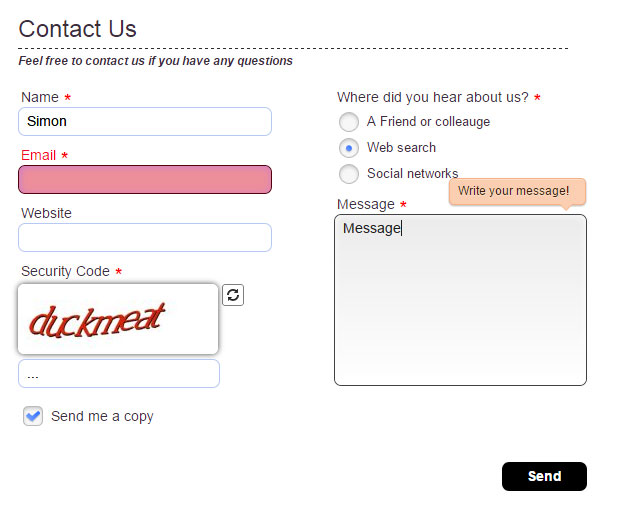 Contact Us
Feel free to contact us if you have any questions
Name *
Simon
Email *
Website
Security Code *
duckmeat
...
Send me a copy
Where did you hear about us? *
A Friend or colleauge
Web search
Social networks
Write your message!
Message *
Message
Send